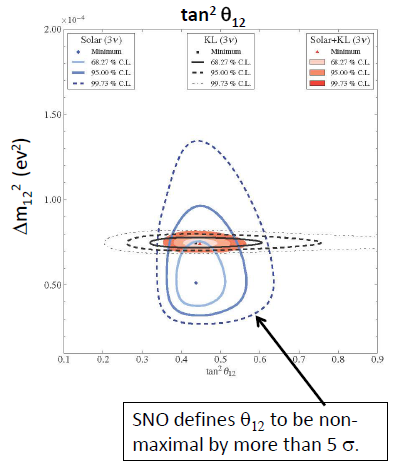 tan² θ₁₂
×10⁻⁴
2.00
Solar (3ν)
Minimum
68.27 % C.L.
95.00 % C.L.
99.73 % C.L.
KL (3ν)
Minimum
68.27 % C.L.
95.00 % C.L.
99.73 % C.L.
Solar+KL (3ν)
Minimum
68.27 % C.L.
95.00 % C.L.
99.73 % C.L.
1.50
1.00
0.50
Δm₁₂² (ev²)
0.1 0.2 0.3 0.4 0.5 0.6 0.7 0.8 0.9
tan² θ₁₂
SNO defines θ₁₂ to be non-
maximal by more than 5 σ.